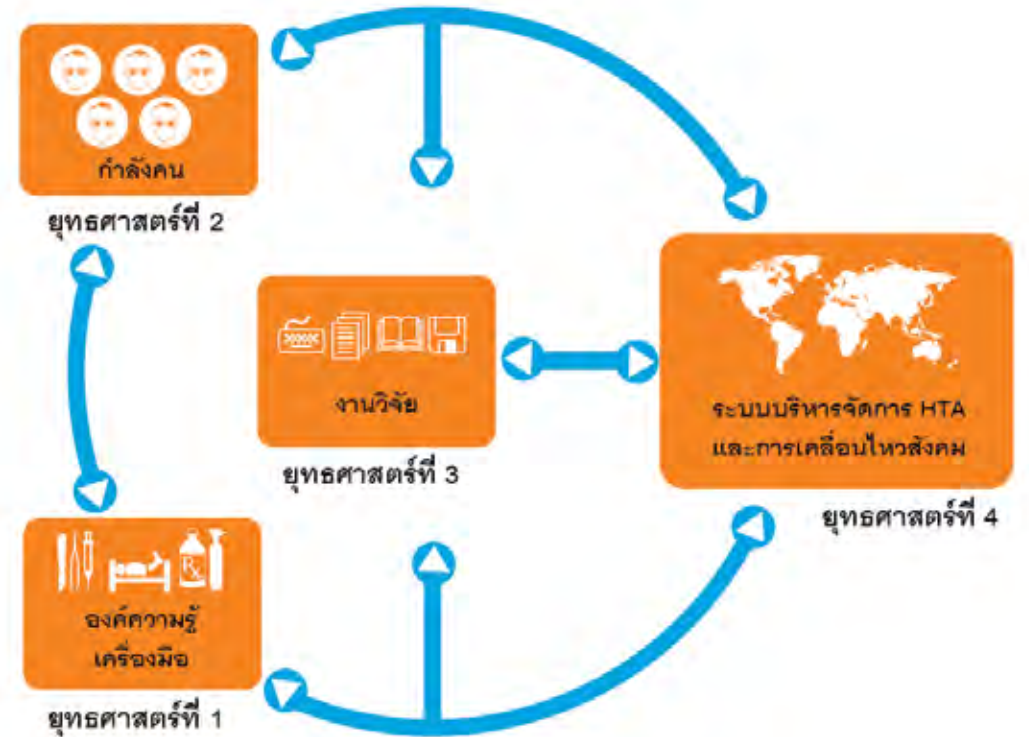 กำลังคน
ยุทธศาสตร์ที่ 2
งานวิจัย
ยุทธศาสตร์ที่ 3
ระบบบริหารจัดการ HTA
และการเคลื่อนไหวสังคม
ยุทธศาสตร์ที่ 4
Rx
องค์ความรู้
เครื่องมือ
ยุทธศาสตร์ที่ 1